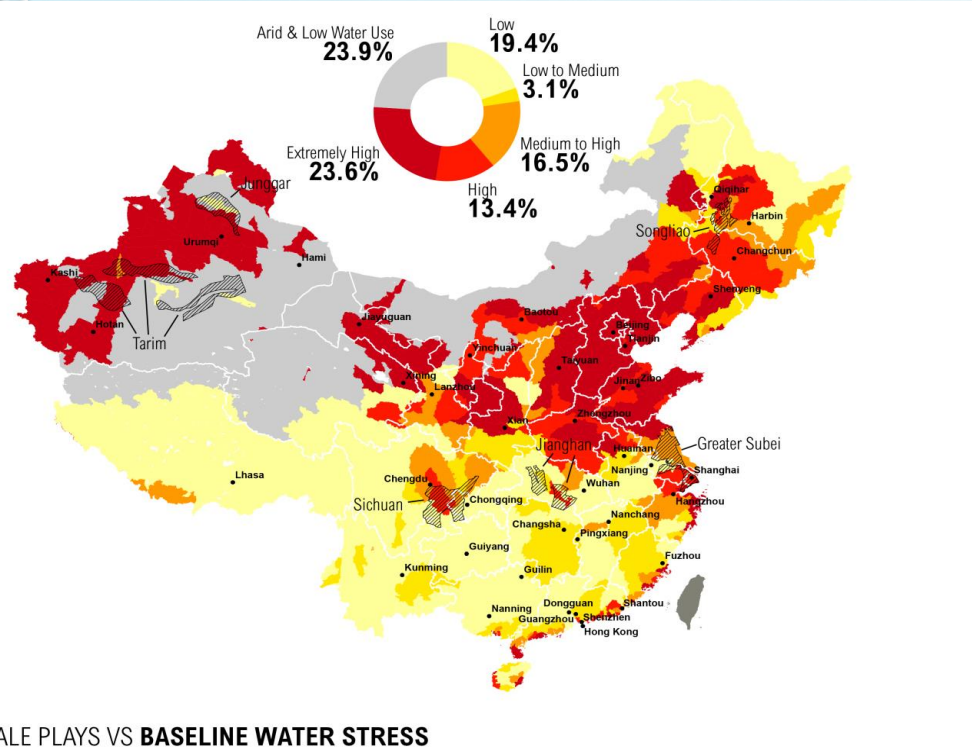 Low
19.4%
Arid & Low Water Use
23.9%
Low to Medium
3.1%
Medium to High
16.5%
Extremely High
23.6%
High
13.4%
Junggar
Qiqihar
Harbin
Songliao
Urumqi
Changchun
Hami
Kashi
Shenyeng
Jiayuguan
Baotou
Hotan
Beijing
Tianjin
Tarim
Yinchuan
Taiyuan
Xining
Jinan
Zibo
Lanzhou
Zhengzhou
Xian
Jianghan
Greater Subei
Huainan
Nanjing
Shanghai
Lhasa
Chengdu
Wuhan
Sichuan
Chongqing
Hangzhou
Nanchang
Changsha
Pingxiang
Guiyang
Fuzhou
Kunming
Guilin
Dongguan
Shantou
Nanning
Guangzhou
Shenzhen
Hong Kong
ALE PLAYS VS BASELINE WATER STRESS